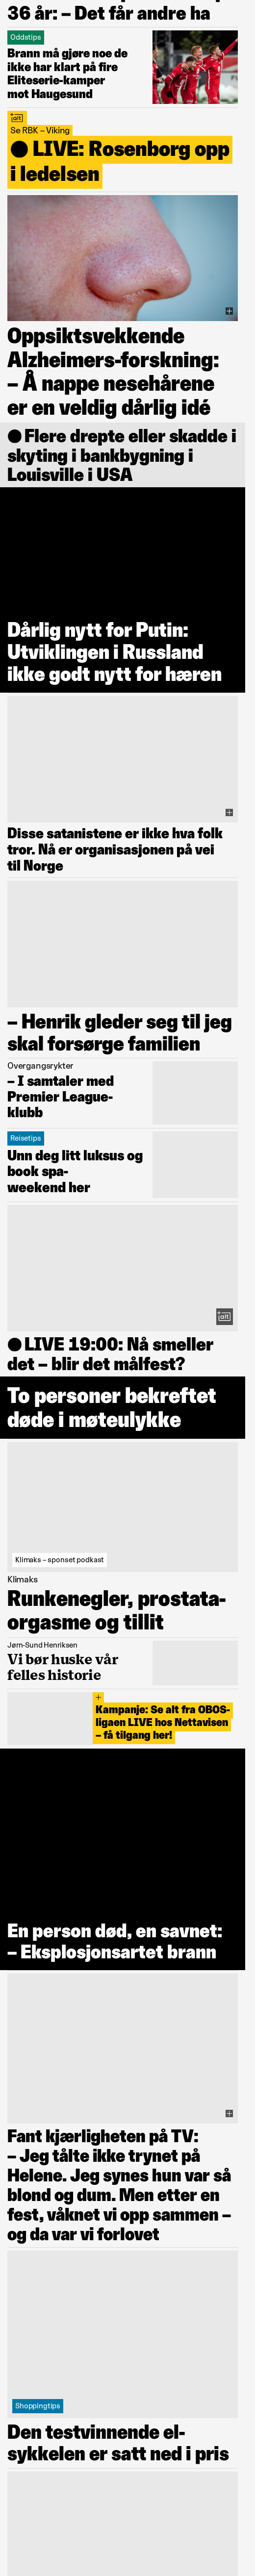 36 år: – Det får andre ha
Oddstips
Brann må gjøre noe de
ikke har klart på fire
Eliteserie-kamper
mot Haugesund
+alt
Se RBK – Viking
● LIVE: Rosenborg opp
i ledelsen
Oppsiktsvekkende
Alzheimers-forskning:
– Å nappe nesehårene
er en veldig dårlig idé
● Flere drepte eller skadde i
skyting i bankbygning i
Louisville i USA
Dårlig nytt for Putin:
Utviklingen i Russland
ikke godt nytt for hæren
Disse satanistene er ikke hva folk
tror. Nå er organisasjonen på vei
til Norge
– Henrik gleder seg til jeg
skal forsørge familien
Overgangsrykter
– I samtaler med
Premier League-
klubb
Reisetips
Unn deg litt luksus og
book spa-
weekend her
+alt
● LIVE 19:00: Nå smeller
det – blir det målfest?
To personer bekreftet
døde i møteulykke
Klimaks – sponset podkast
Klimaks
Runkenegler, prostata-
orgasme og tillit
Jørn-Sund Henriksen
Vi bør huske vår
felles historie
+
Kampanje: Se alt fra OBOS-
ligaen LIVE hos Nettavisen
– få tilgang her!
En person død, en savnet:
– Eksplosjonsartet brann
Fant kjærligheten på TV:
– Jeg tålte ikke trynet på
Helene. Jeg synes hun var så
blond og dum. Men etter en
fest, våknet vi opp sammen –
og da var vi forlovet
Shoppingtips
Den testvinnende el-
sykkelen er satt ned i pris